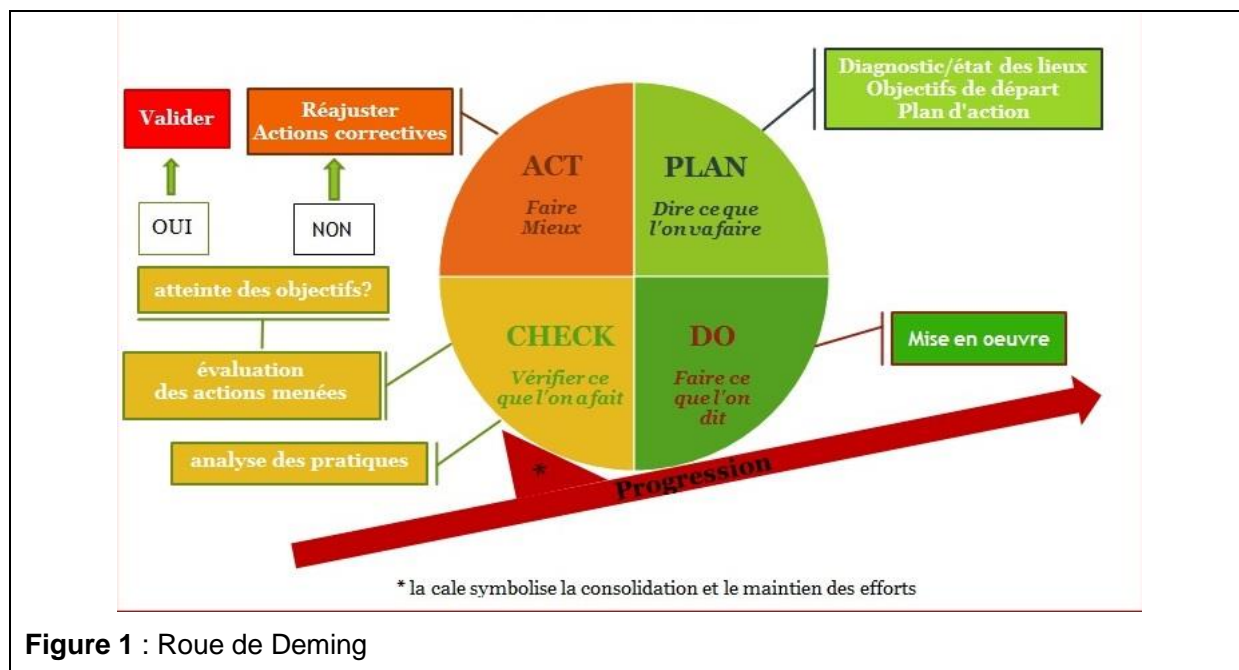 Diagnostic/état des lieux
Objectifs de départ
Plan d'action
Valider
Réajuster
Actions correctives
OUI
NON
ACT
Faire
Mieux
PLAN
Dire ce que
l'on va faire
atteinte des objectifs?
évaluation
des actions menées
analyse des pratiques
CHECK
Vérifier ce
que l'on a fait
DO
Faire ce
que l'on
dit
Mise en oeuvre
*
Progression
* la cale symbolise la consolidation et le maintien des efforts
Figure 1 : Roue de Deming